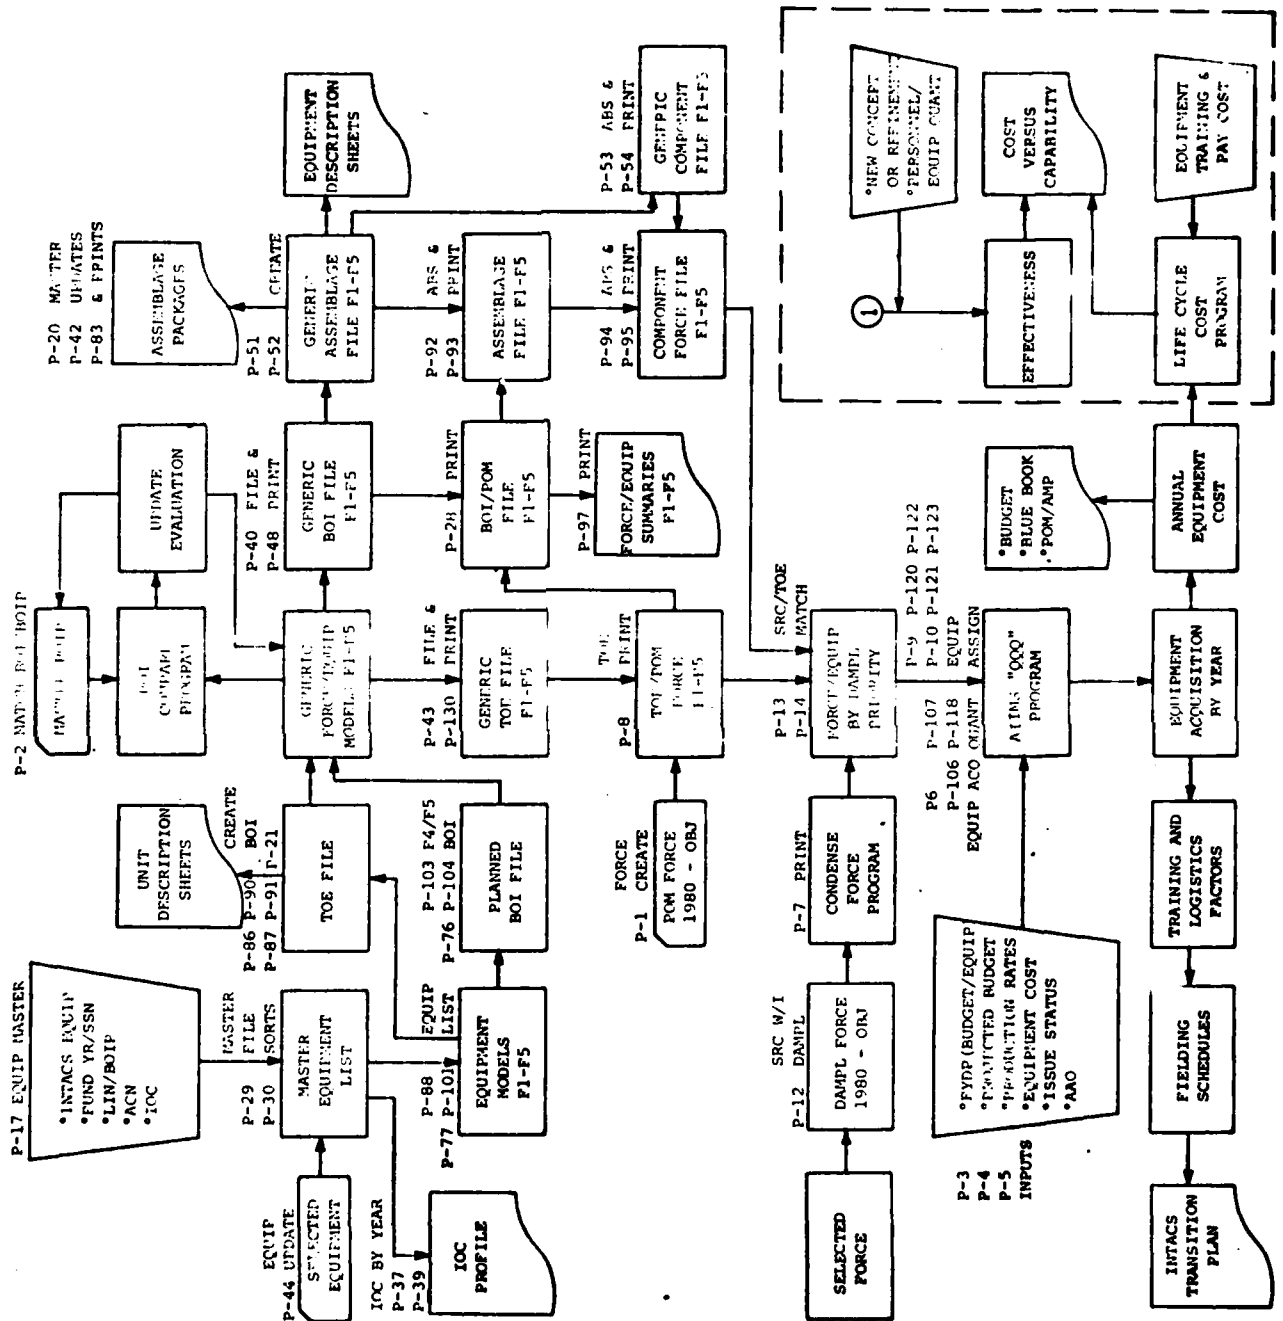 P-17 EQUIP MASTER
*INTACS EQUIP
*FUND YR/SSN
*LIN/BOIP
*ACN
*IOC
EQUIP
P-44 UPDATE
SELECTED
EQUIPMENT
MASTER
FILE
P-29 SORTS
P-30
MASTER
EQUIPMENT
LIST
IOC BY YEAR
P-37
P-39
IOC
PROFILE
EQUIP
P-88 LIST
P-77 P-101
EQUIPMENT
MODELS
F1-F5
UNIT
DESCRIPTION
SHEETS
CREATE
P-86 P-90 BOI
P-87 P-91 P-21
TOE FILE
P-103 F4/F5
P-76 P-104 BOI
PLANNED
BOI FILE
P-2
UPDATE
EVALUATION
GENERIC
FORCE/EQUIP
MODELS F1-F5
P-40 FILE &
P-48 PRINT
GENERIC
BOI FILE
F1-F5
P-43 FILE &
P-130 PRINT
GENERIC
TOE FILE
F1-F5
P-20 MASTER
P-42 UPDATES
P-83 & PRINTS
ASSEMBLAGE
PACKAGES
P-51 CREATE
P-52
GENERIC
ASSEMBLAGE
FILE F1-F5
EQUIPMENT
DESCRIPTION
SHEETS
P-28 PRINT
BOI/POM
FILE
F1-F5
P-92 ABS &
P-93 PRINT
ASSEMBLAGE
FILE F1-F5
P-53 ABS &
P-54 PRINT
GENERIC
COMPONENT
FILE F1-F5
P-94 ABS &
P-95 PRINT
COMPONENT
FORCE FILE
F1-F5
P-97 PRINT
FORCE/EQUIP
SUMMARIES
F1-F5
FORCE
P-1 CREATE
POM FORCE
1980 - OBJ
TOE
P-8 PRINT
TOE/POM
FORCE
F1-F5
SELECTED
FORCE
SRC W/I
P-12 DAMPL
DAMPL FORCE
1980 - OBJ
P-7 PRINT
CONDENSE
FORCE
PROGRAM
SRC/TOE
P-13 MATCH
P-14
FORCE/EQUIP
BY DAMPL
PRIORITY
P-3
P-4
P-5
INPUTS
*FYDP(BUDGET/EQUIP)
*PROJECTED BUDGET
*PRODUCTION RATES
*EQUIPMENT COST
*ISSUE STATUS
*AAO
P-9 P-120 P-122
P6 P-107 P-10 P-121 P-123
P-106 P-118 EQUIP
EQUIP ACQ QUANT ASSIGN
"QQQ"
PROGRAM
INTACS
TRANSITION
PLAN
FIELDING
SCHEDULES
TRAINING AND
LOGISTICS
FACTORS
EQUIPMENT
ACQUISITION
BY YEAR
ANNUAL
EQUIPMENT
COST
*BUDGET
*BLUE BOOK
*POM/AMP
LIFE CYCLE
COST
PROGRAM
EQUIPMENT
TRAINING &
PAY COST
1
*NEW CONCEPT
OR REFINEMENT
*PERSONNEL/
EQUIP QUANT
EFFECTIVENESS
COST
VERSUS
CAPABILITY